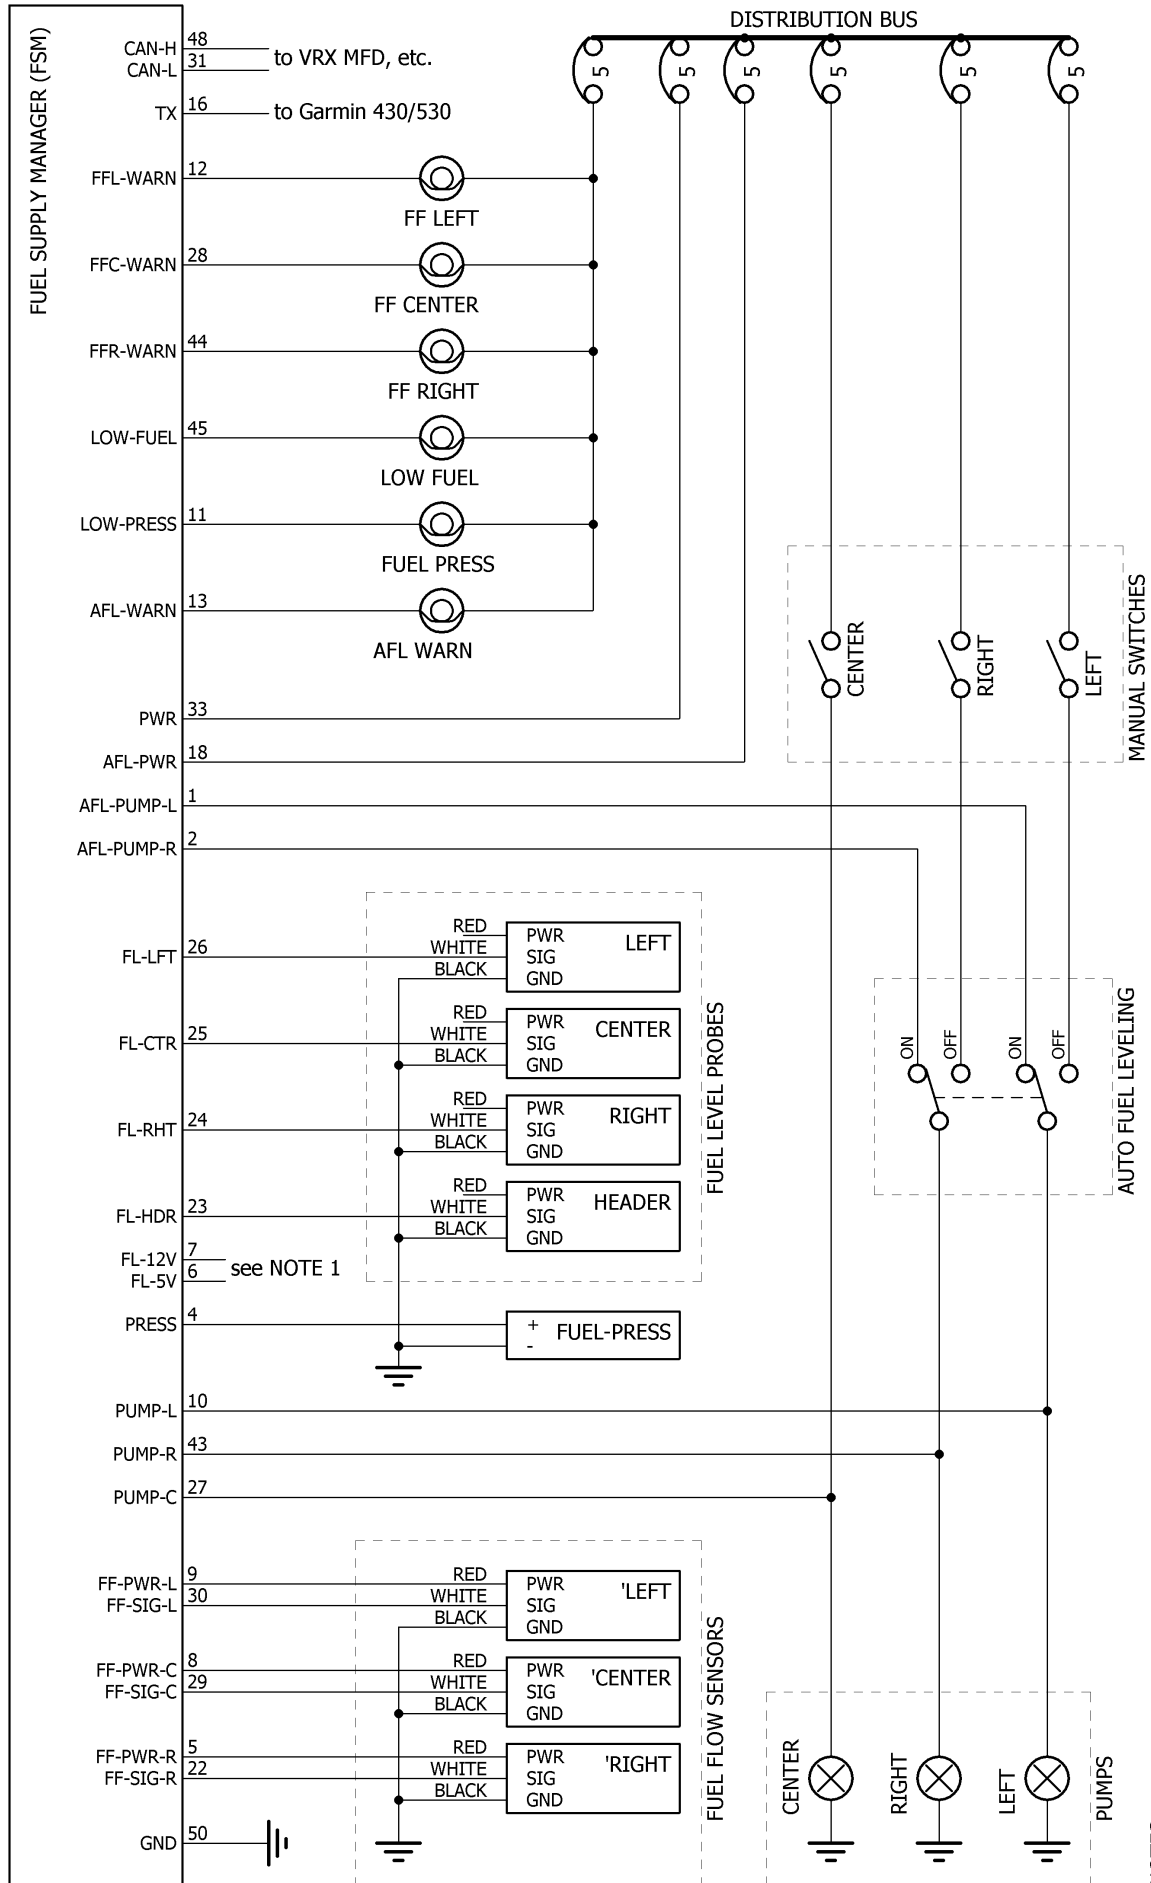 DISTRIBUTION BUS
FUEL SUPPLY MANAGER (FSM)
CAN-H 48
CAN-L 31
to VRX MFD, etc.
TX 16 to Garmin 430/530
5 5 5 5 5 5
FFL-WARN 12
FF LEFT
FFC-WARN 28
FF CENTER
FFR-WARN 44
FF RIGHT
LOW-FUEL 45
LOW FUEL
LOW-PRESS 11
FUEL PRESS
AFL-WARN 13
AFL WARN
CENTER
RIGHT
LEFT
MANUAL SWITCHES
PWR 33
AFL-PWR 18
AFL-PUMP-L 1
AFL-PUMP-R 2
RED PWR LEFT
FL-LFT 26 WHITE SIG
BLACK GND
RED PWR CENTER
FL-CTR 25 WHITE SIG
BLACK GND
RED PWR RIGHT
FL-RHT 24 WHITE SIG
BLACK GND
RED PWR HEADER
FL-HDR 23 WHITE SIG
BLACK GND
FUEL LEVEL PROBES
ON OFF ON OFF
AUTO FUEL LEVELING
FL-12V 7
FL-5V 6
see NOTE 1
PRESS 4 + FUEL-PRESS
-
PUMP-L 10
PUMP-R 43
PUMP-C 27
FF-PWR-L 9 RED PWR 'LEFT
FF-SIG-L 30 WHITE SIG
BLACK GND
FF-PWR-C 8 RED PWR 'CENTER
FF-SIG-C 29 WHITE SIG
BLACK GND
FF-PWR-R 5 RED PWR 'RIGHT
FF-SIG-R 22 WHITE SIG
BLACK GND
FUEL FLOW SENSORS
CENTER
RIGHT
LEFT
PUMPS
GND 50